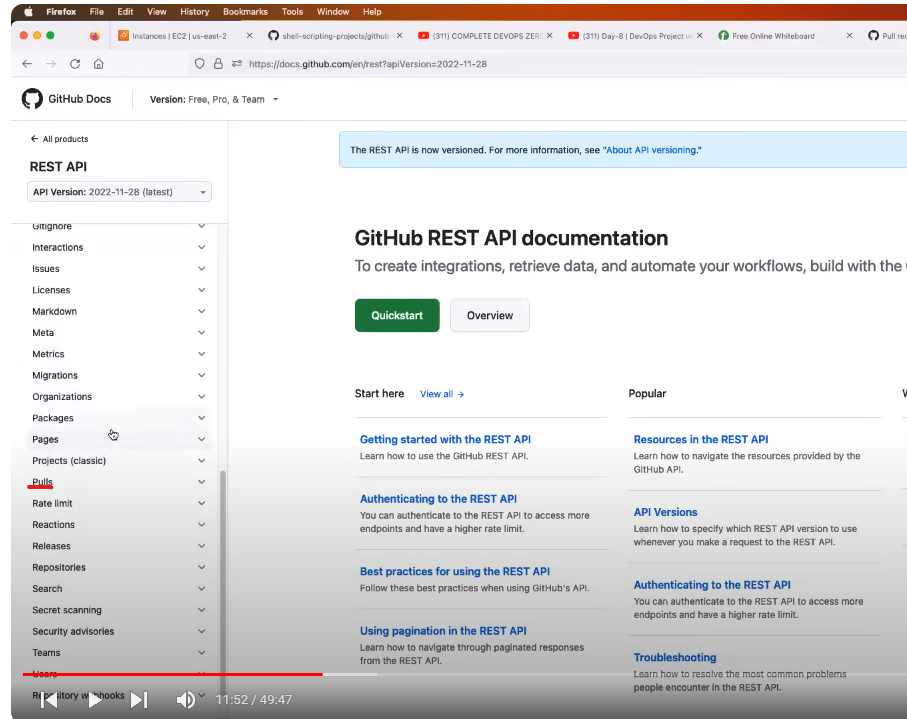 Firefox File Edit View History Bookmarks Tools Window Help
Instances | EC2 | us-east-2 × shell-scripting-projects/github × (311) COMPLETE DEVOPS ZERO × (311) Day-8 | DevOps Project u × Free Online Whiteboard × Pull re
https://docs.github.com/en/rest?apiVersion=2022-11-28
GitHub Docs Version: Free, Pro, & Team
← All products
REST API
API Version: 2022-11-28 (latest)
The REST API is now versioned. For more information, see "About API versioning."
Gitignore
Interactions
Issues
Licenses
Markdown
Meta
Metrics
Migrations
Organizations
Packages
Pages
Projects (classic)
Pulls
Rate limit
Reactions
Releases
Repositories
Search
Secret scanning
Security advisories
Teams
Users
Repository webhooks
GitHub REST API documentation
To create integrations, retrieve data, and automate your workflows, build with the
Quickstart Overview
Start here View all →
Getting started with the REST API
Learn how to use the GitHub REST API.
Authenticating to the REST API
You can authenticate to the REST API to access more
endpoints and have a higher rate limit.
Best practices for using the REST API
Follow these best practices when using GitHub's API.
Using pagination in the REST API
Learn how to navigate through paginated responses
from the REST API.
Popular
Resources in the REST API
Learn how to navigate the resources provided by the
GitHub API.
API Versions
Learn how to specify which REST API version to use
whenever you make a request to the REST API.
Authenticating to the REST API
You can authenticate to the REST API to access more
endpoints and have a higher rate limit.
Troubleshooting
Learn how to resolve the most common problems
people encounter in the REST API.
11:52 / 49:47